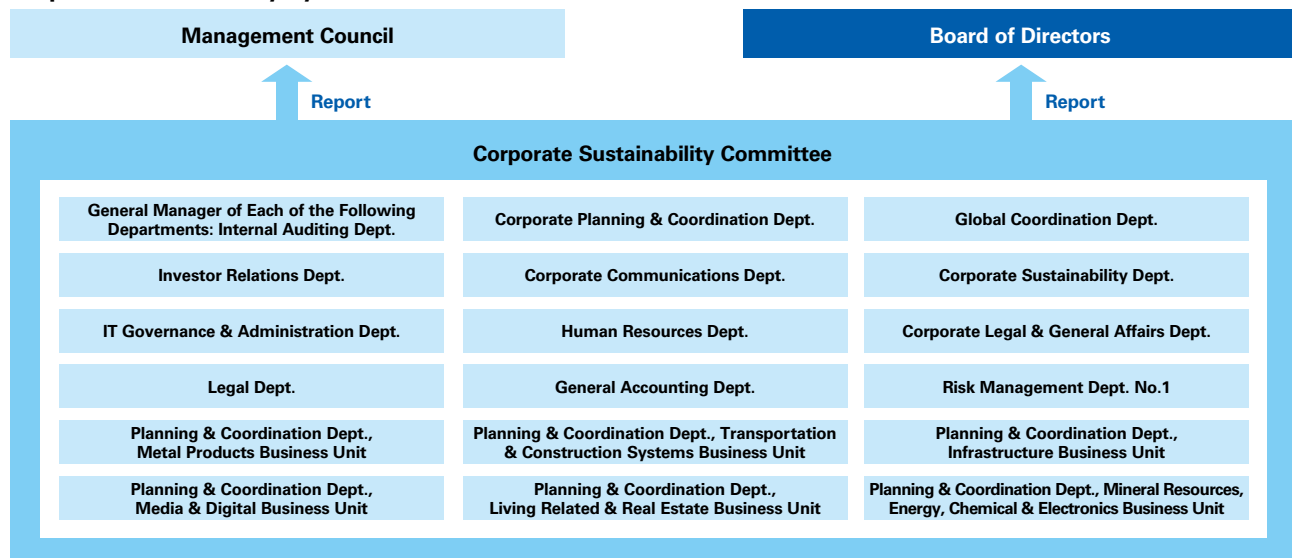 Management Council
Board of Directors
Report
Report
Corporate Sustainability Committee
General Manager of Each of the Following
Departments: Internal Auditing Dept.
Corporate Planning & Coordination Dept.
Global Coordination Dept.
Investor Relations Dept.
Corporate Communications Dept.
Corporate Sustainability Dept.
IT Governance & Administration Dept.
Human Resources Dept.
Corporate Legal & General Affairs Dept.
Legal Dept.
General Accounting Dept.
Risk Management Dept. No.1
Planning & Coordination Dept.,
Metal Products Business Unit
Planning & Coordination Dept., Transportation
& Construction Systems Business Unit
Planning & Coordination Dept.,
Infrastructure Business Unit
Planning & Coordination Dept.,
Media & Digital Business Unit
Planning & Coordination Dept.,
Living Related & Real Estate Business Unit
Planning & Coordination Dept., Mineral Resources,
Energy, Chemical & Electronics Business Unit